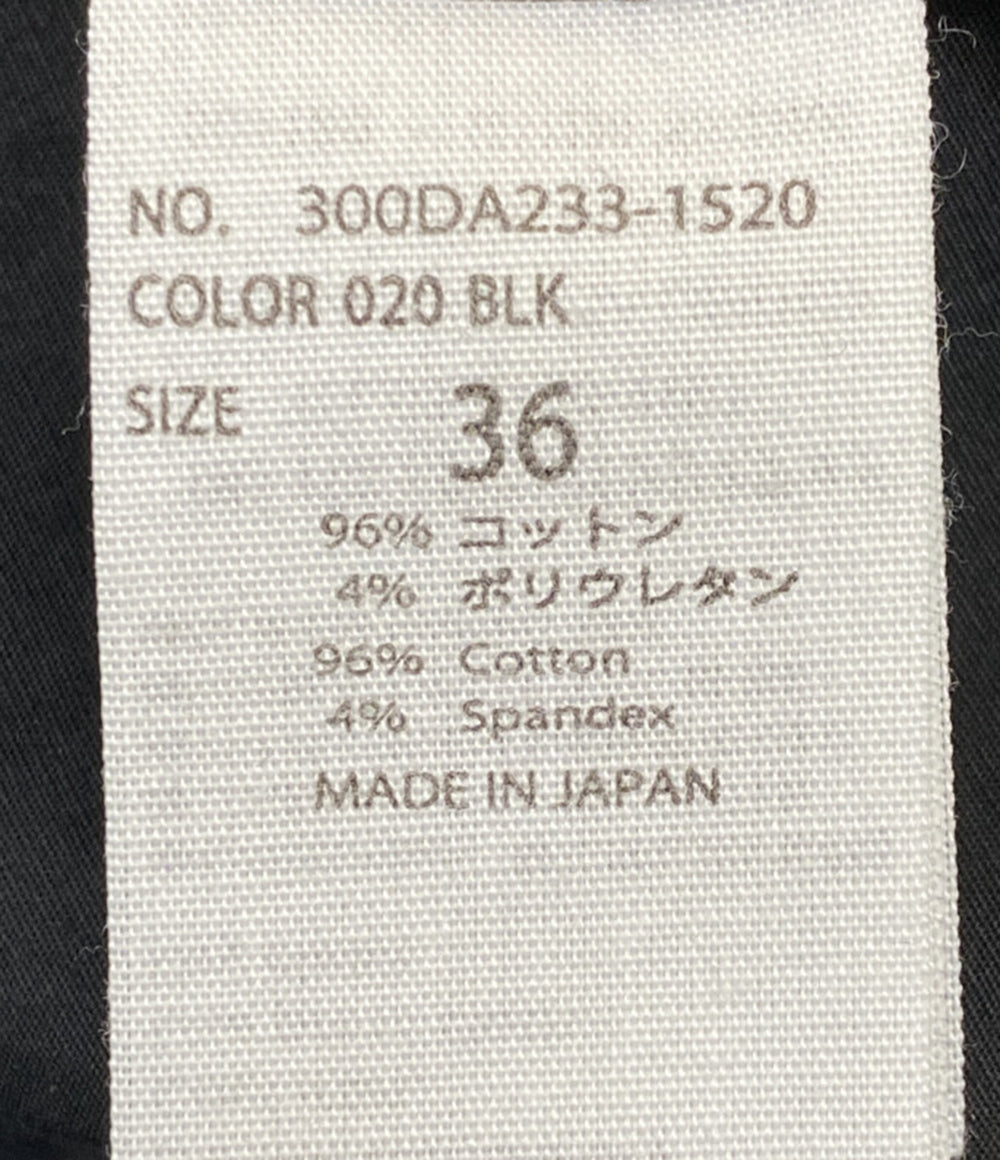 NO. 300DA233-1520
COLOR 020 BLK
SIZE 36
96% コットン
4% ポリウレタン
96% Cotton
4% Spandex
MADE IN JAPAN